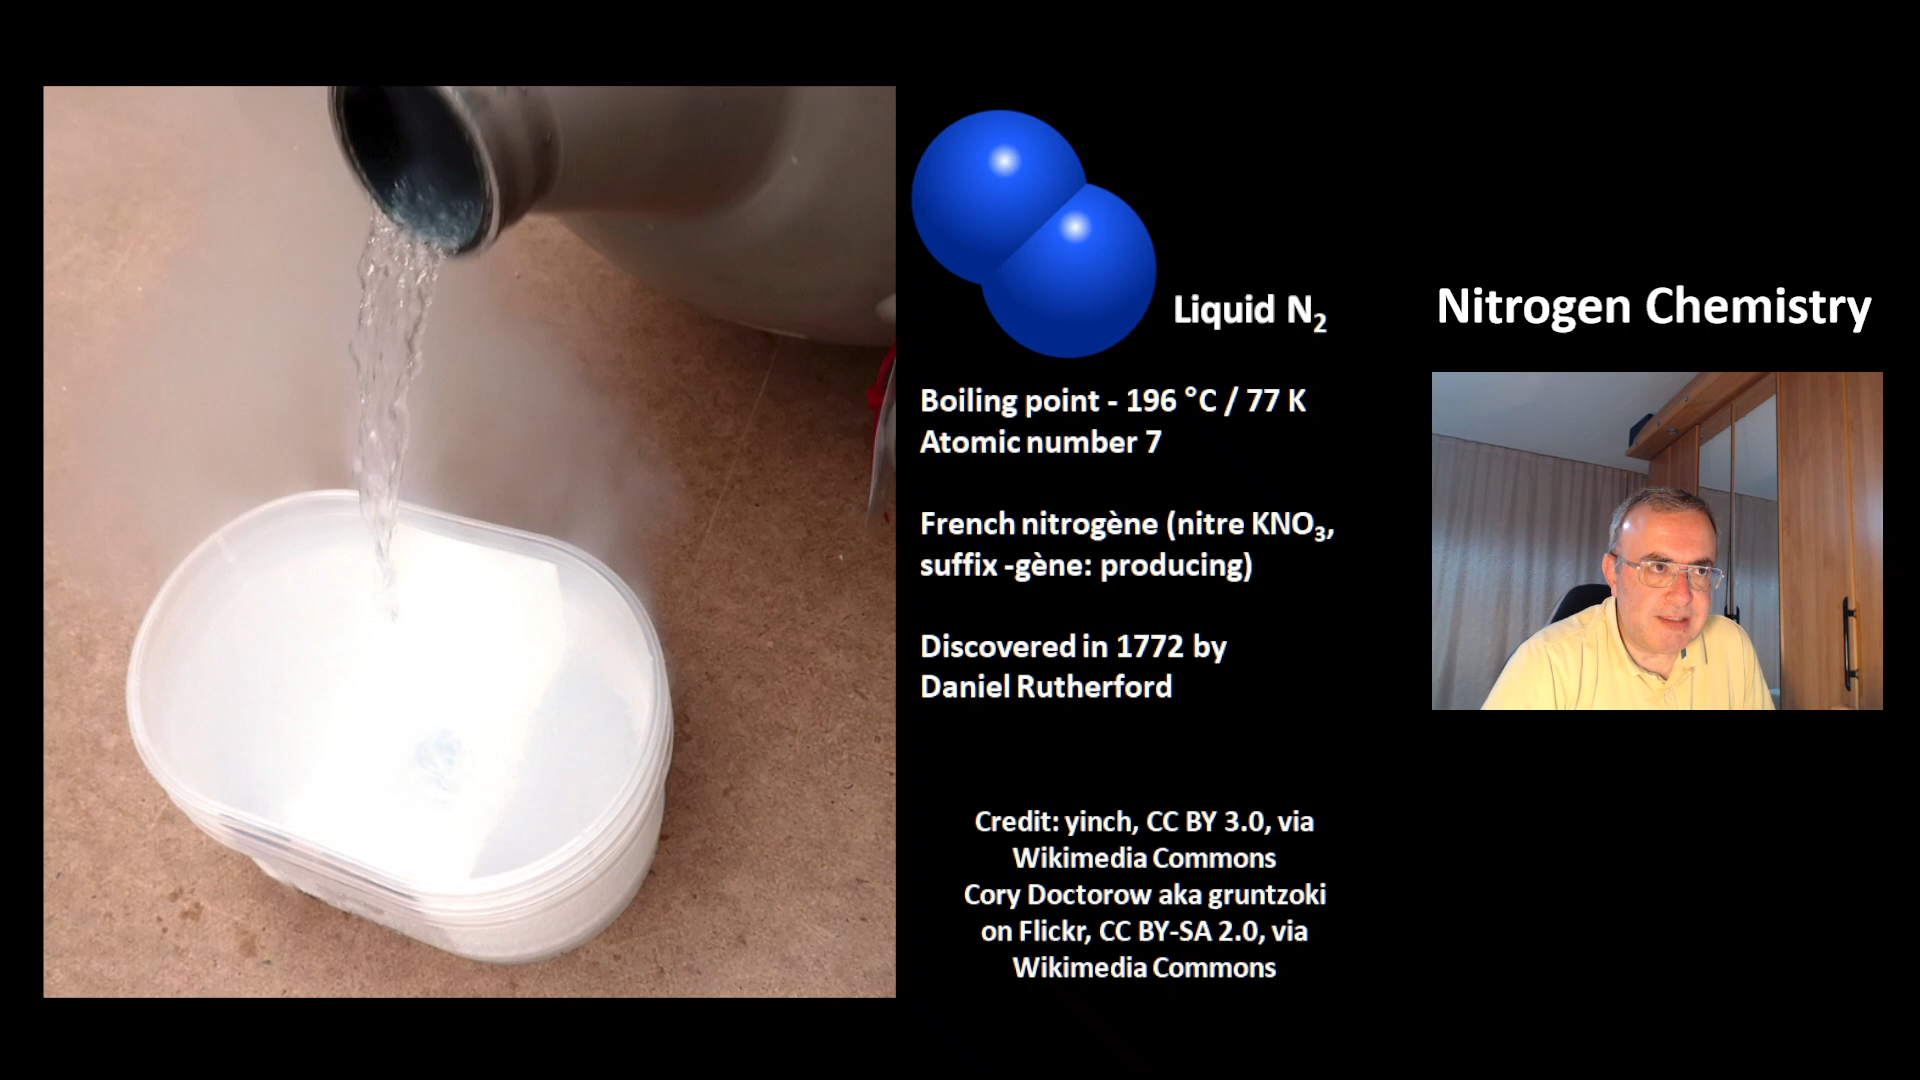 Liquid N₂
Nitrogen Chemistry
Boiling point - 196 °C / 77 K
Atomic number 7
French nitrogène (nitre KNO₃,
suffix -gène: producing)
Discovered in 1772 by
Daniel Rutherford
Credit: yinch, CC BY 3.0, via
Wikimedia Commons
Cory Doctorow aka gruntzoki
on Flickr, CC BY-SA 2.0, via
Wikimedia Commons